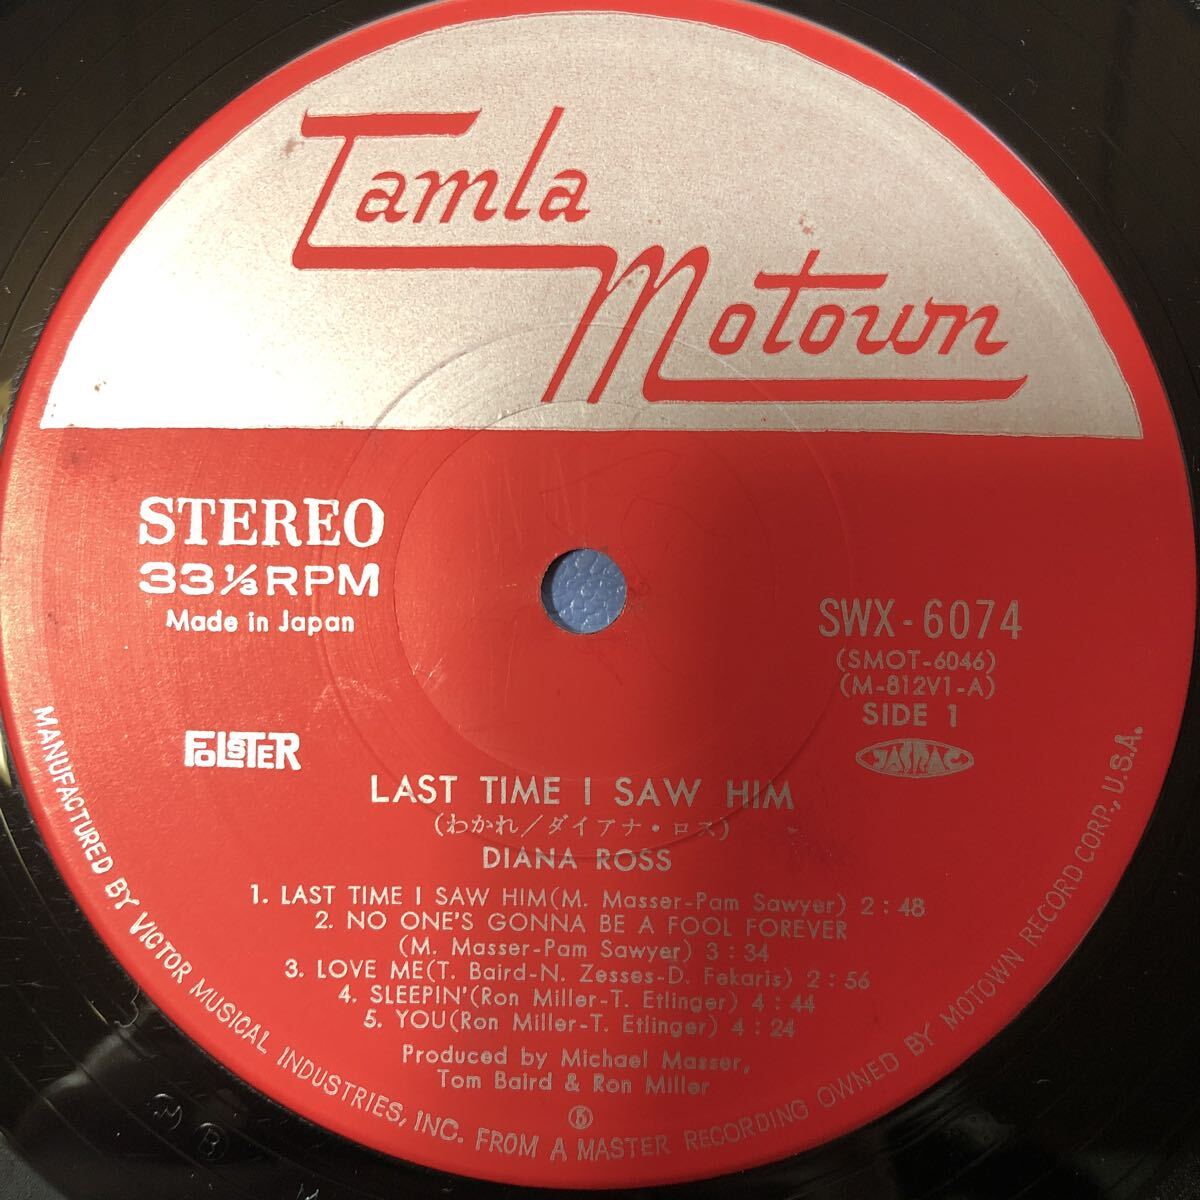 Tamla
Motown
STEREO
33⅓RPM
Made in Japan
SWX-6074
(SMOT-6046)
(M-812V1-A)
SIDE 1
FOLSTER
JASRAC
LAST TIME I SAW HIM
(わかれ/ダイアナ・ロス)
DIANA ROSS
1. LAST TIME I SAW HIM(M. Masser-Pam Sawyer) 2:48
2. NO ONE'S GONNA BE A FOOL FOREVER
(M. Masser-Pam Sawyer) 3:34
3. LOVE ME(T. Baird-N. Zesses-D. Fekaris) 2:56
4. SLEEPIN'(Ron Miller-T. Etlinger) 4:44
5. YOU(Ron Miller-T. Etlinger) 4:24
Produced by Michael Masser,
Tom Baird & Ron Miller
⑤
MANUFACTURED BY VICTOR MUSICAL INDUSTRIES, INC. FROM A MASTER RECORDING OWNED BY MOTOWN RECORD CORP., U.S.A.